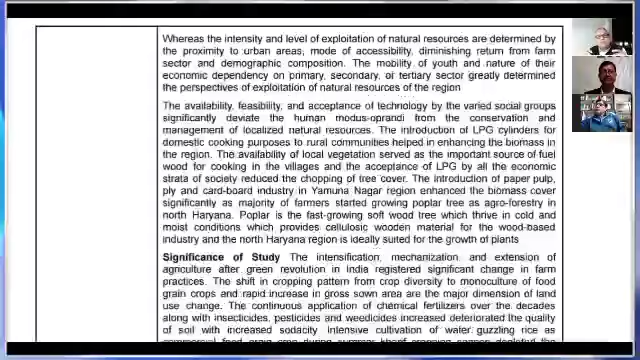 Whereas the intensity and level of exploitation of natural resources are determined by
the proximity to urban areas, mode of accessibility, diminishing return from farm
sector and demographic composition. The mobility of youth and nature of their
economic dependency on primary, secondary, or tertiary sector greatly determined
the perspectives of exploitation of natural resources of the region
The availability, feasibility, and acceptance of technology by the varied social groups
significantly deviate the human modus-oprandi from the conservation and
management of localized natural resources. The introduction of LPG cylinders for
domestic cooking purposes to rural communities helped in enhancing the biomass in
the region. The availability of local vegetation served as the important source of fuel
wood for cooking in the villages and the acceptance of LPG by all the economic
strata of society reduced the chopping of tree cover. The introduction of paper pulp,
ply and card-board industry in Yamuna Nagar region enhanced the biomass cover
significantly as majority of farmers started growing poplar tree as agro-forestry in
north Haryana. Poplar is the fast-growing soft wood tree which thrive in cold and
moist conditions which provides cellulosic wooden material for the wood-based
industry and the north Haryana region is ideally suited for the growth of plants
Significance of Study The intensification, mechanization, and extension of
agriculture after green revolution in India registered significant change in farm
practices. The shift in cropping pattern from crop diversity to monoculture of food
grain crops and rapid increase in gross sown area are the major dimension of land
use change. The continuous application of chemical fertilizers over the decades
along with insecticides, pesticides and weedicides increased deteriorated the quality
of soil with increased sodacity. Intensive cultivation of water guzzling rice as